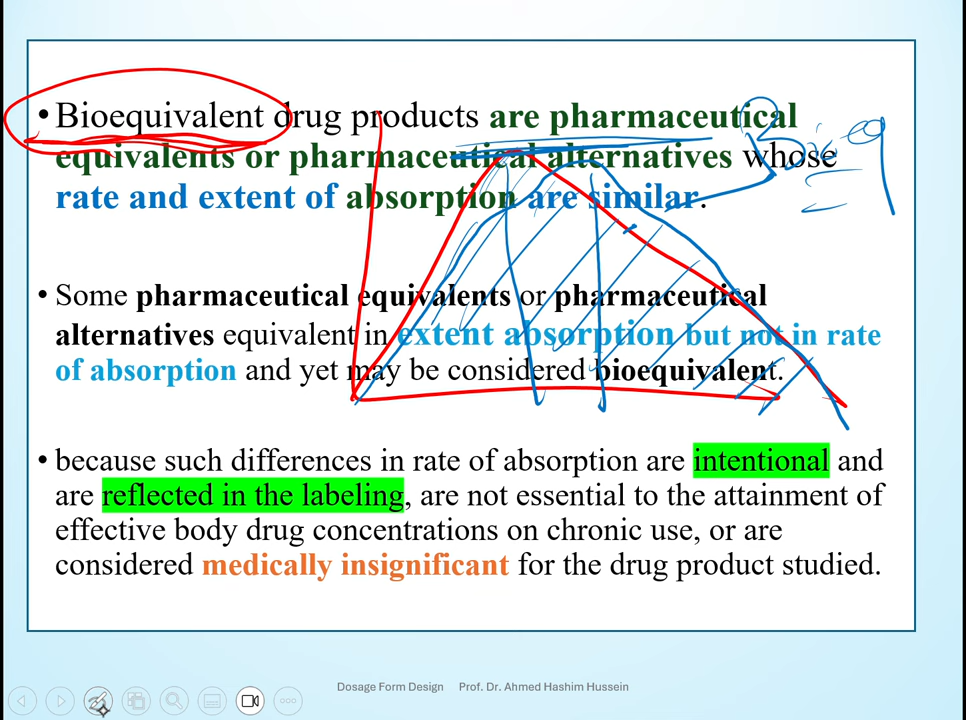 • Bioequivalent drug products are pharmaceutical
equivalents or pharmaceutical alternatives whose
rate and extent of absorption are similar.
• Some pharmaceutical equivalents or pharmaceutical
alternatives equivalent in extent absorption but not in rate
of absorption and yet may be considered bioequivalent.
• because such differences in rate of absorption are intentional and
are reflected in the labeling, are not essential to the attainment of
effective body drug concentrations on chronic use, or are
considered medically insignificant for the drug product studied.
Dosage Form Design Prof. Dr. Ahmed Hashim Hussein